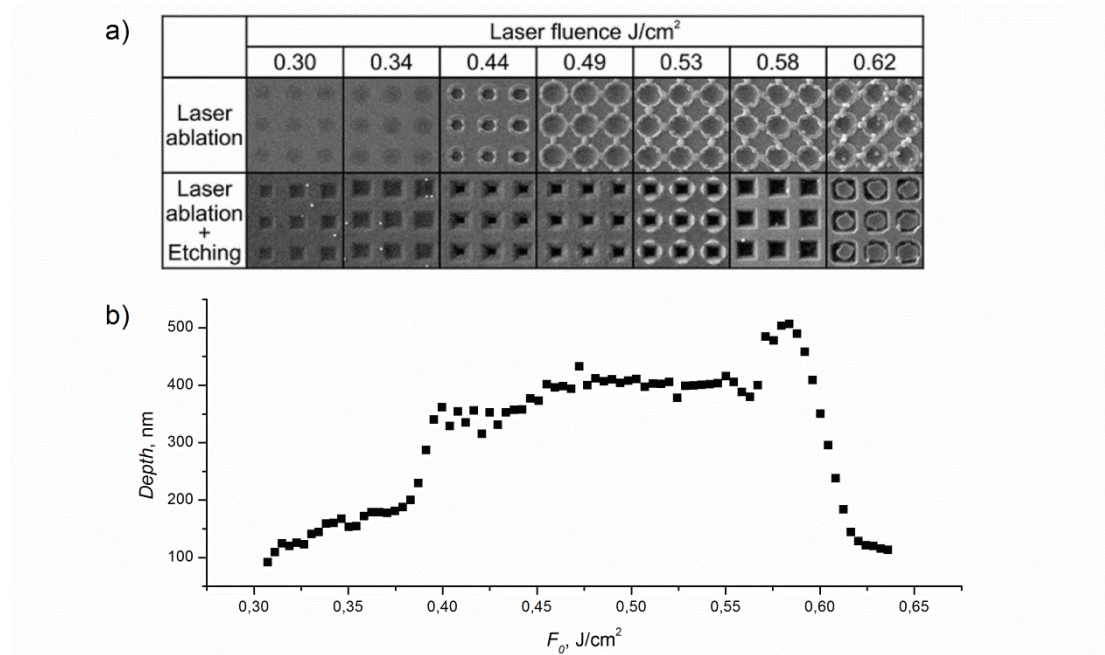 a)
Laser fluence J/cm²
0.30 0.34 0.44 0.49 0.53 0.58 0.62
Laser
ablation
Laser
ablation
+
Etching
b)
500
400
300
200
100
Depth, nm
0,30 0,35 0,40 0,45 0,50 0,55 0,60 0,65
F₀, J/cm²